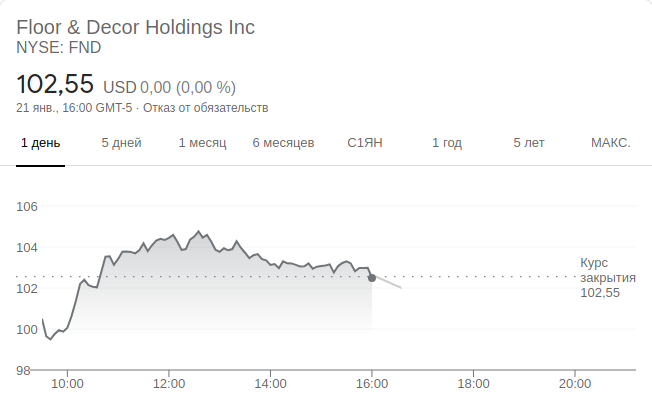 Floor & Decor Holdings Inc
NYSE: FND
102,55 USD 0,00 (0,00 %)
21 янв., 16:00 GMT-5 · Отказ от обязательств
1 день 5 дней 1 месяц 6 месяцев С1ЯН 1 год 5 лет МАКС.
106
104
Курс
закрытия
102,55
102
100
98
10:00 12:00 14:00 16:00 18:00 20:00